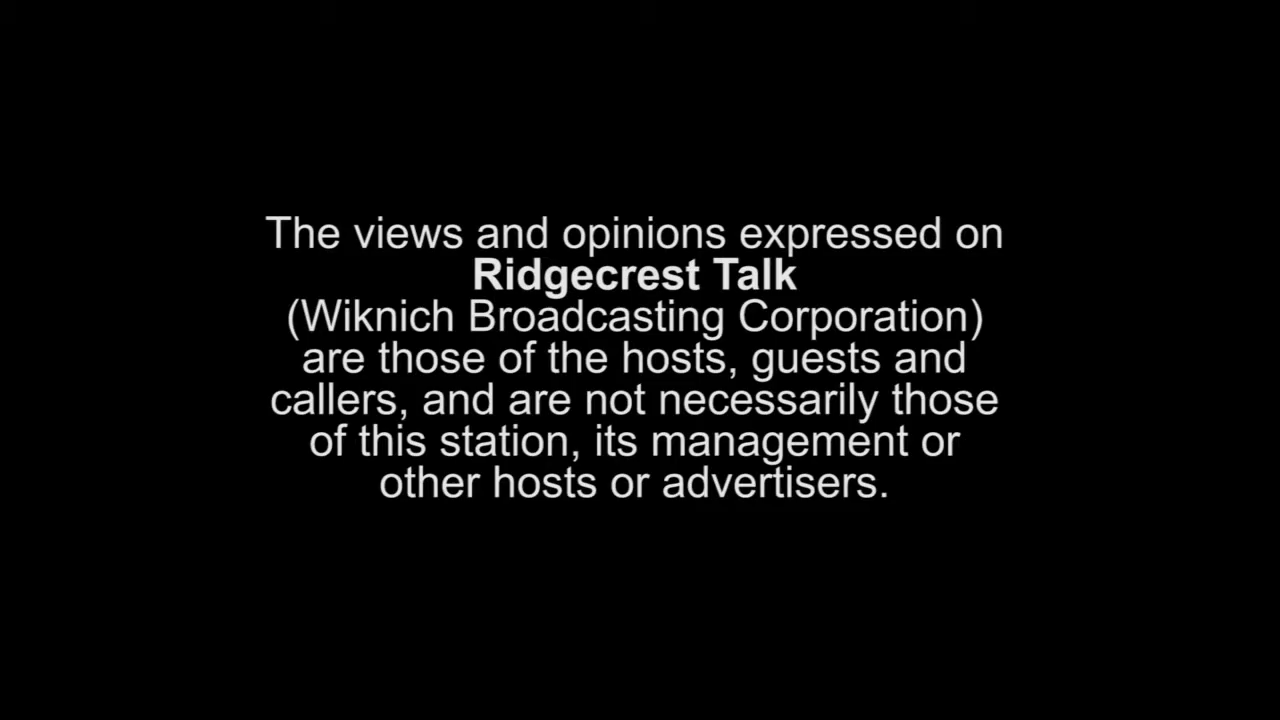 The views and opinions expressed on
Ridgecrest Talk
(Wiknich Broadcasting Corporation)
are those of the hosts, guests and
callers, and are not necessarily those
of this station, its management or
other hosts or advertisers.